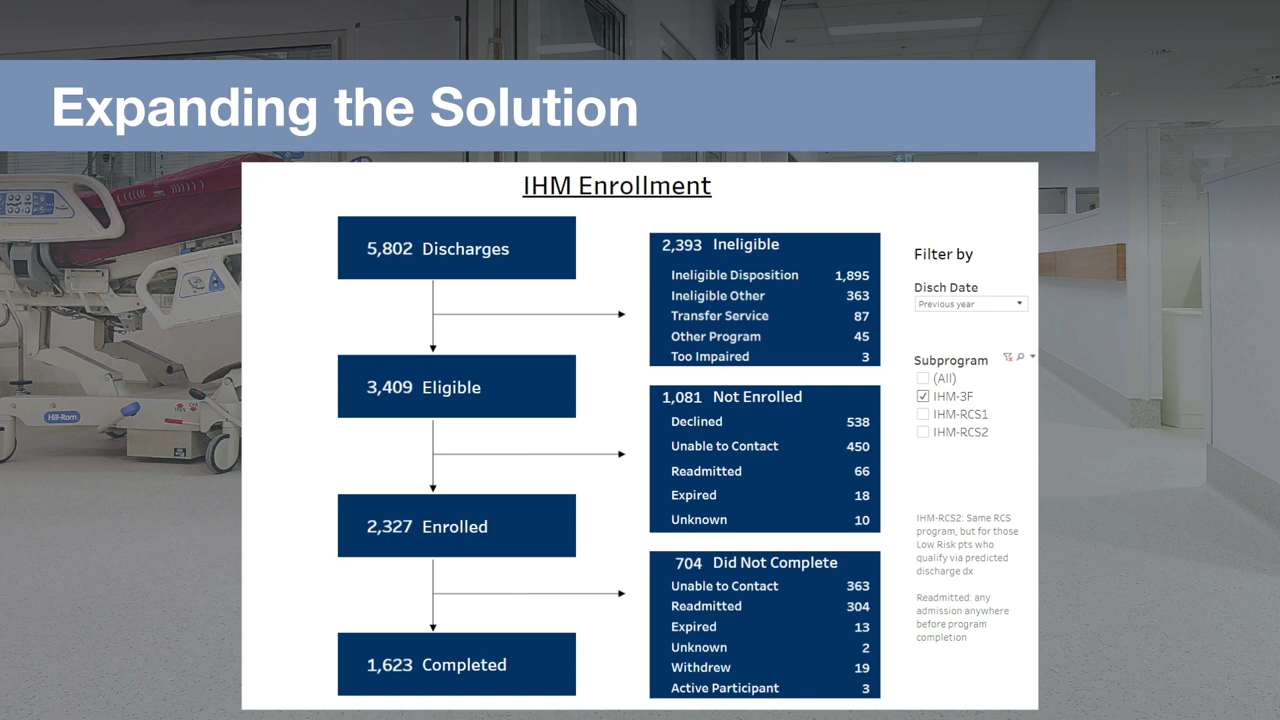 Expanding the Solution
IHM Enrollment
5,802 Discharges
3,409 Eligible
2,327 Enrolled
1,623 Completed
2,393 Ineligible
Ineligible Disposition 1,895
Ineligible Other 363
Transfer Service 87
Other Program 45
Too Impaired 3
1,081 Not Enrolled
Declined 538
Unable to Contact 450
Readmitted 66
Expired 18
Unknown 10
704 Did Not Complete
Unable to Contact 363
Readmitted 304
Expired 13
Unknown 2
Withdrew 19
Active Participant 3
Filter by
Disch Date
Previous year
Subprogram
(All)
IHM-3F
IHM-RCS1
IHM-RCS2
IHM-RCS2: Same RCS
program, but for those
Low Risk pts who
qualify via predicted
discharge dx
Readmitted: any
admission anywhere
before program
completion
Hill-Rom